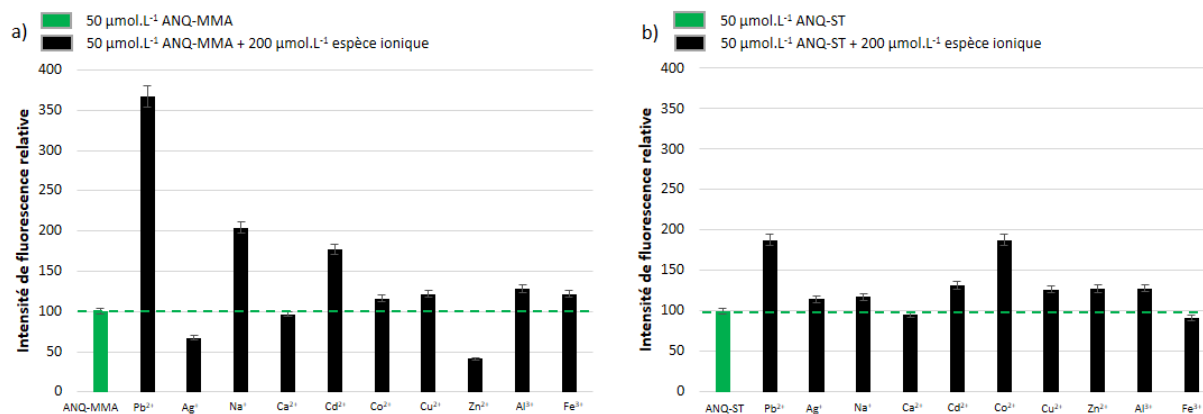 a)
50 µmol.L⁻¹ ANQ-MMA
50 µmol.L⁻¹ ANQ-MMA + 200 µmol.L⁻¹ espèce ionique
Intensité de fluorescence relative
400
350
300
250
200
150
100
50
0
ANQ-MMA Pb²⁺ Ag⁺ Na⁺ Ca²⁺ Cd²⁺ Co²⁺ Cu²⁺ Zn²⁺ Al³⁺ Fe³⁺
b)
50 µmol.L⁻¹ ANQ-ST
50 µmol.L⁻¹ ANQ-ST + 200 µmol.L⁻¹ espèce ionique
Intensité de fluorescence relative
400
350
300
250
200
150
100
50
0
ANQ-ST Pb²⁺ Ag⁺ Na⁺ Ca²⁺ Cd²⁺ Co²⁺ Cu²⁺ Zn²⁺ Al³⁺ Fe³⁺